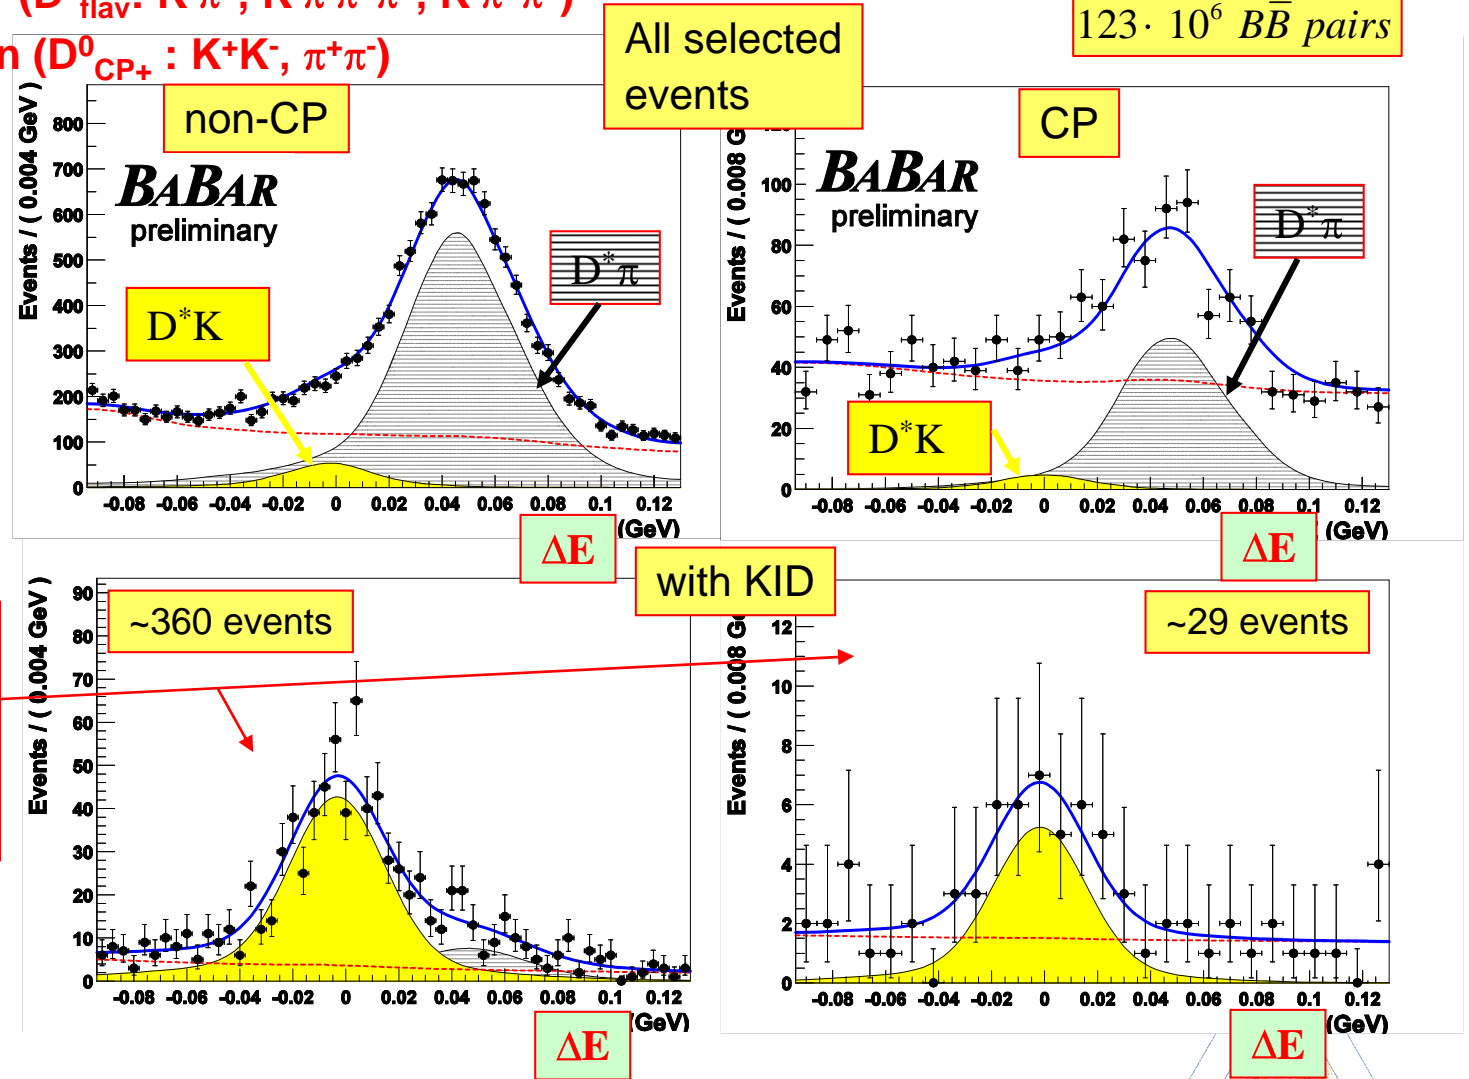 (D⁰flav: K⁻π⁺, K⁻π⁺π⁺π⁻, K⁻π⁺π⁰)
n (D⁰CP+ : K⁺K⁻, π⁺π⁻)
All selected
events
123· 10⁶ BB̅ pairs
non-CP
CP
BABAR
preliminary
BABAR
preliminary
D*π
D*π
D*K
D*K
Events / ( 0.004 GeV )
800
700
600
500
400
300
200
100
0
-0.08 -0.06 -0.04 -0.02 0 0.02 0.04 0.06 0.08 0.1 0.12
(GeV)
ΔE
Events / ( 0.008 G
100
80
60
40
20
0
-0.08 -0.06 -0.04 -0.02 0 0.02 0.04 0.06 0.08 0.1 0.12
(GeV)
ΔE
with KID
~360 events
~29 events
Events / ( 0.004 GeV )
90
80
70
60
50
40
30
20
10
0
-0.08 -0.06 -0.04 -0.02 0 0.02 0.04 0.06 0.08 0.1 0.12
(GeV)
ΔE
Events / ( 0.008 Ge
12
10
8
6
4
2
0
-0.08 -0.06 -0.04 -0.02 0 0.02 0.04 0.06 0.08 0.1 0.12
(GeV)
ΔE